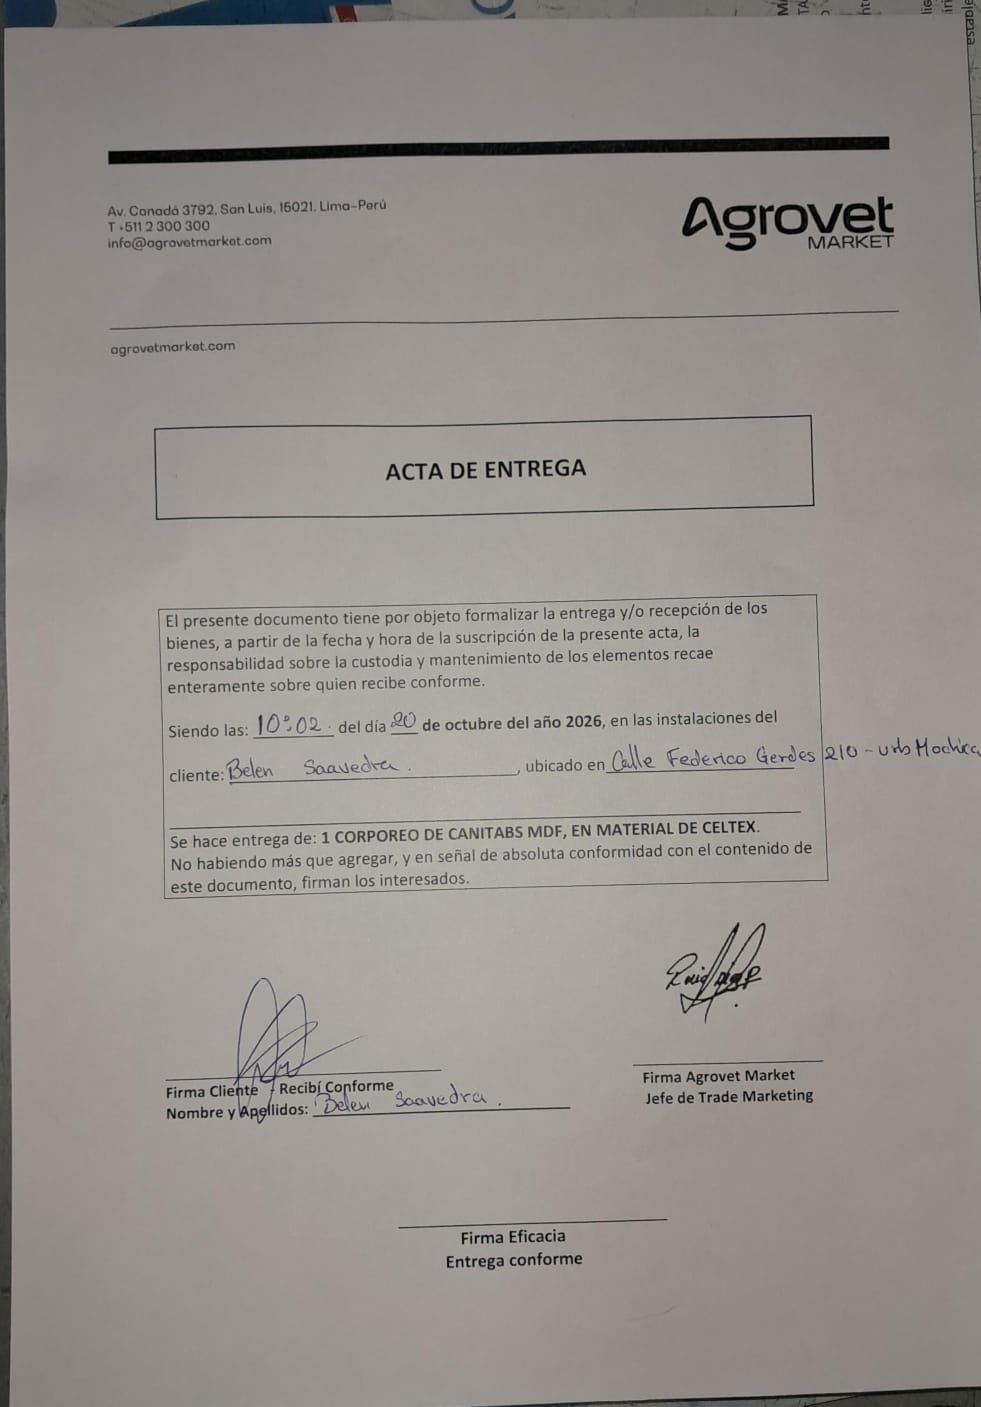 Av. Canadá 3792, San Luis, 15021. Lima-Perú
T +511 2 300 300
info@agrovetmarket.com
Agrovet
MARKET
agrovetmarket.com
ACTA DE ENTREGA
El presente documento tiene por objeto formalizar la entrega y/o recepción de los
bienes, a partir de la fecha y hora de la suscripción de la presente acta, la
responsabilidad sobre la custodia y mantenimiento de los elementos recae
enteramente sobre quien recibe conforme.
Siendo las: 10:02. del día 20 de octubre del año 2026, en las instalaciones del
cliente: Belen Saavedra. , ubicado en Calle Federico Gerdes 210 - urb Mochica
Se hace entrega de: 1 CORPOREO DE CANITABS MDF, EN MATERIAL DE CELTEX.
No habiendo más que agregar, y en señal de absoluta conformidad con el contenido de
este documento, firman los interesados.
Firma Cliente - Recibí Conforme
Nombre y Apellidos: Belen Saavedra.
Firma Agrovet Market
Jefe de Trade Marketing
Firma Eficacia
Entrega conforme